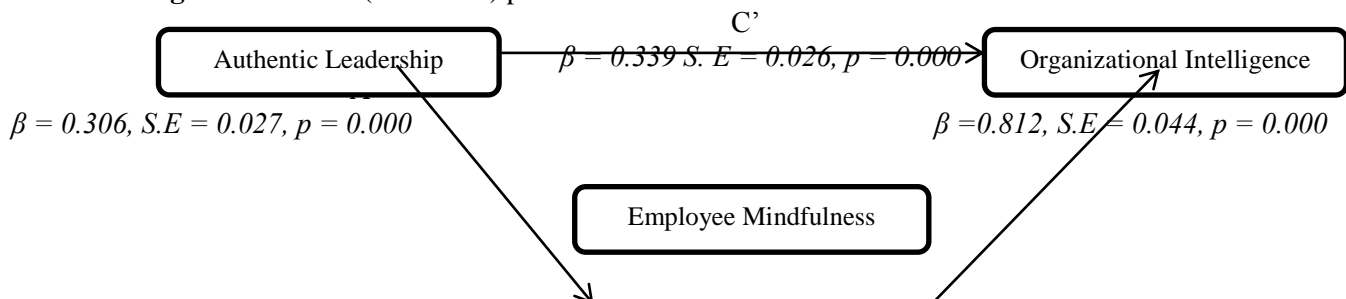 C’
Authentic Leadership
β = 0.339 S. E = 0.026, p = 0.000
Organizational Intelligence
β = 0.306, S.E = 0.027, p = 0.000
β =0.812, S.E = 0.044, p = 0.000
Employee Mindfulness